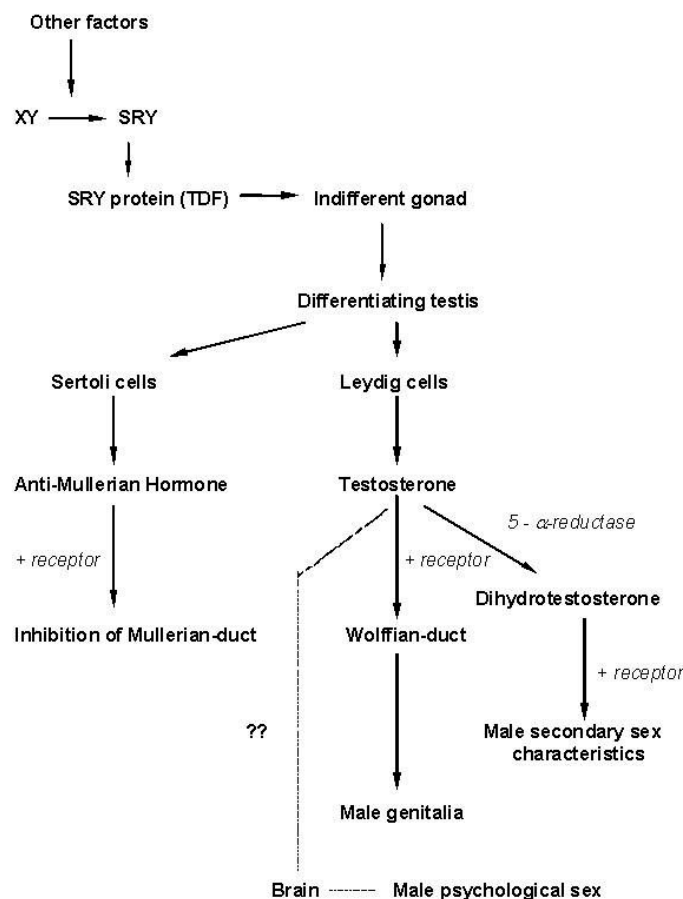 Other factors
XY
SRY
SRY protein (TDF)
Indifferent gonad
Differentiating testis
Sertoli cells
Leydig cells
Anti-Mullerian Hormone
Testosterone
5 - α-reductase
+ receptor
+ receptor
Dihydrotestosterone
Inhibition of Mullerian-duct
Wolffian-duct
+ receptor
??
Male secondary sex
characteristics
Male genitalia
Brain
Male psychological sex